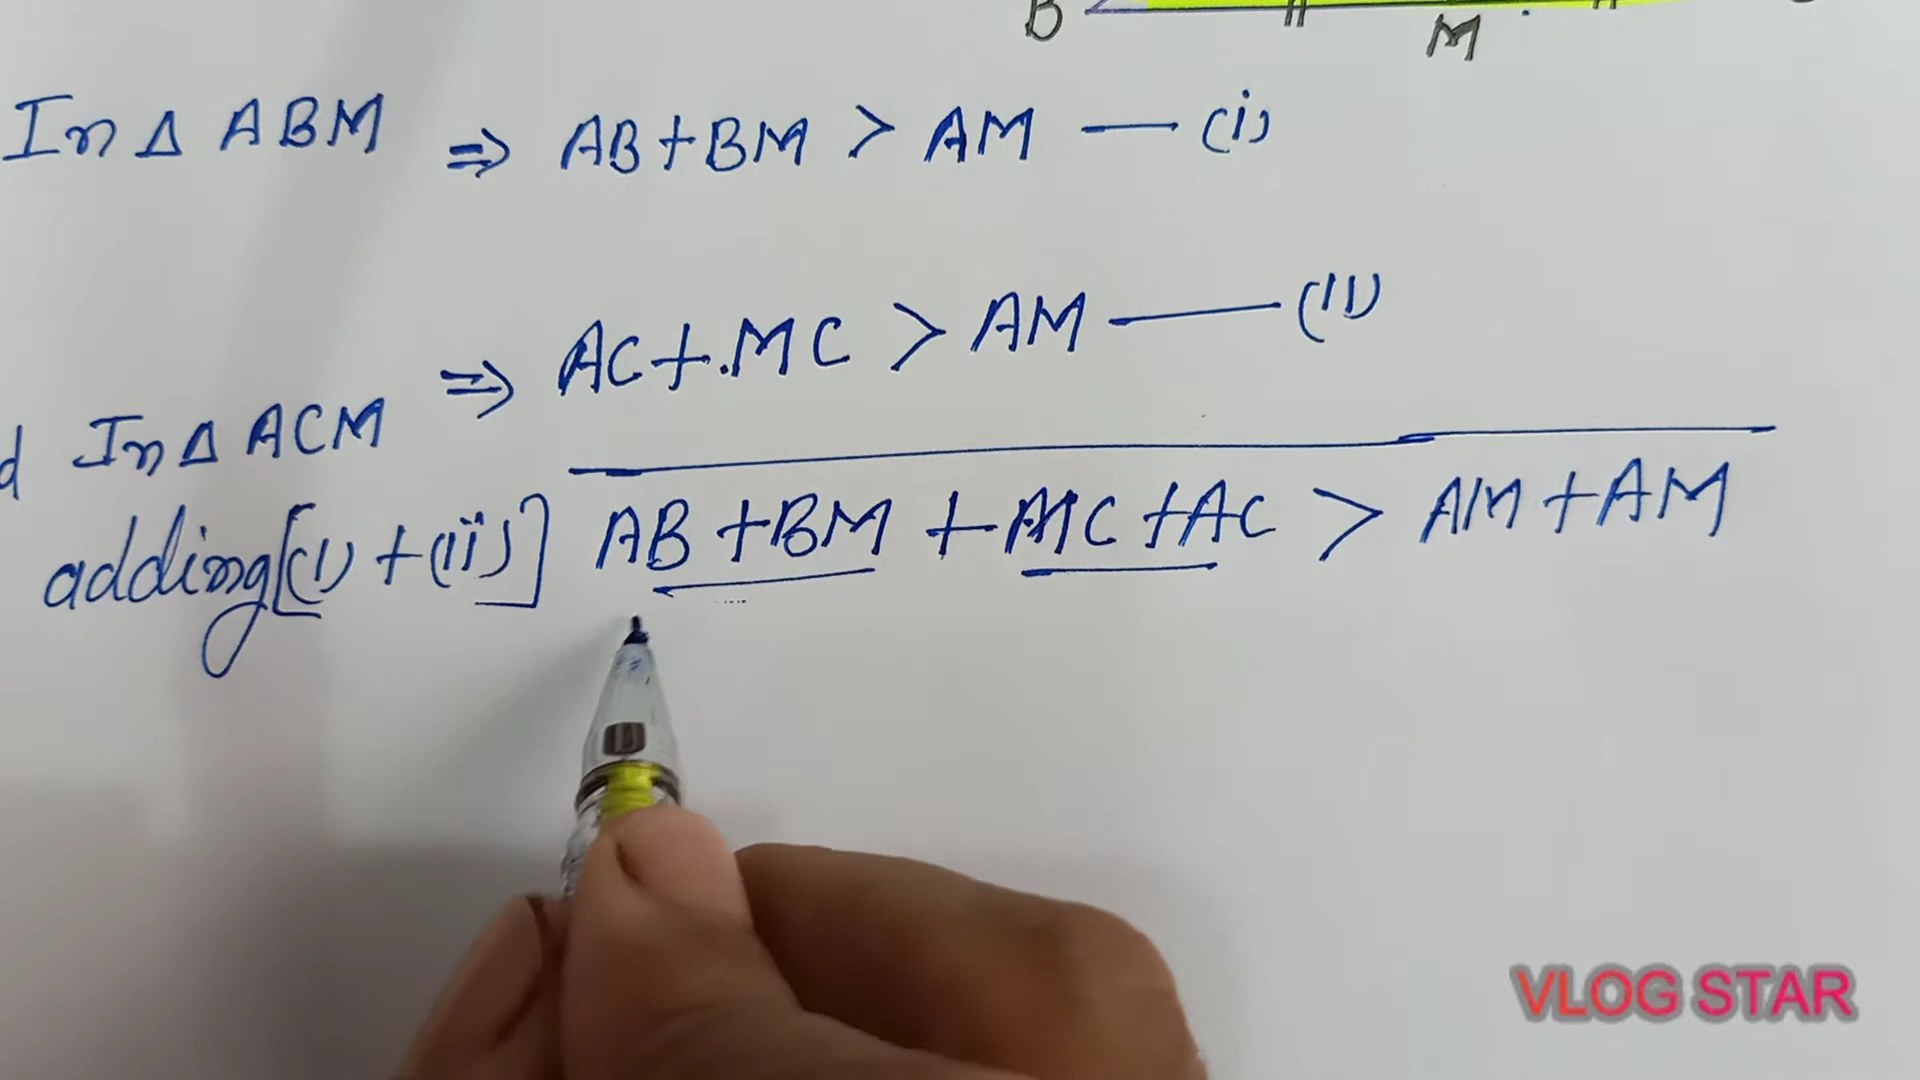 B M
In Δ ABM ⇒ AB + BM > AM — (i)
d In Δ ACM ⇒ AC + MC > AM — (ii)
adding [(i) + (ii)] AB + BM + MC + AC > AM + AM
VLOG STAR